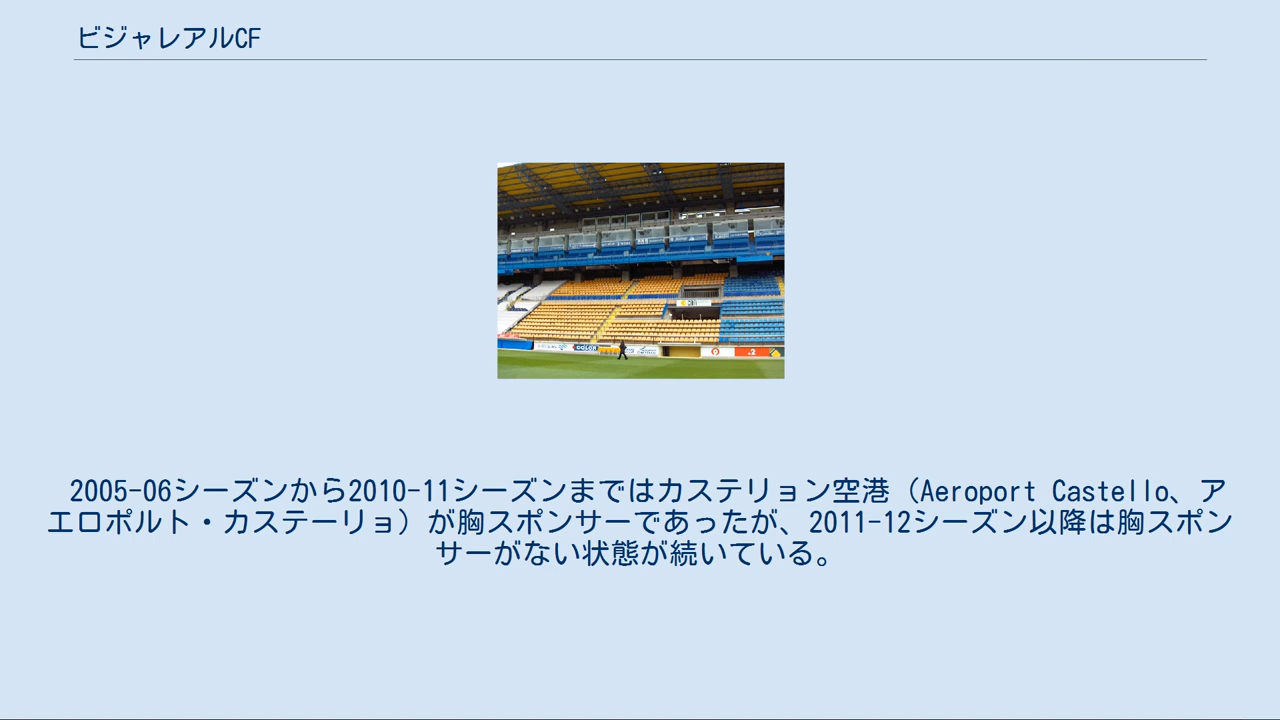 ビジャレアルCF
2005-06シーズンから2010-11シーズンまではカステリョン空港（Aeroport Castello、ア
エロポルト・カステーリョ）が胸スポンサーであったが、2011-12シーズン以降は胸スポン
サーがない状態が続いている。